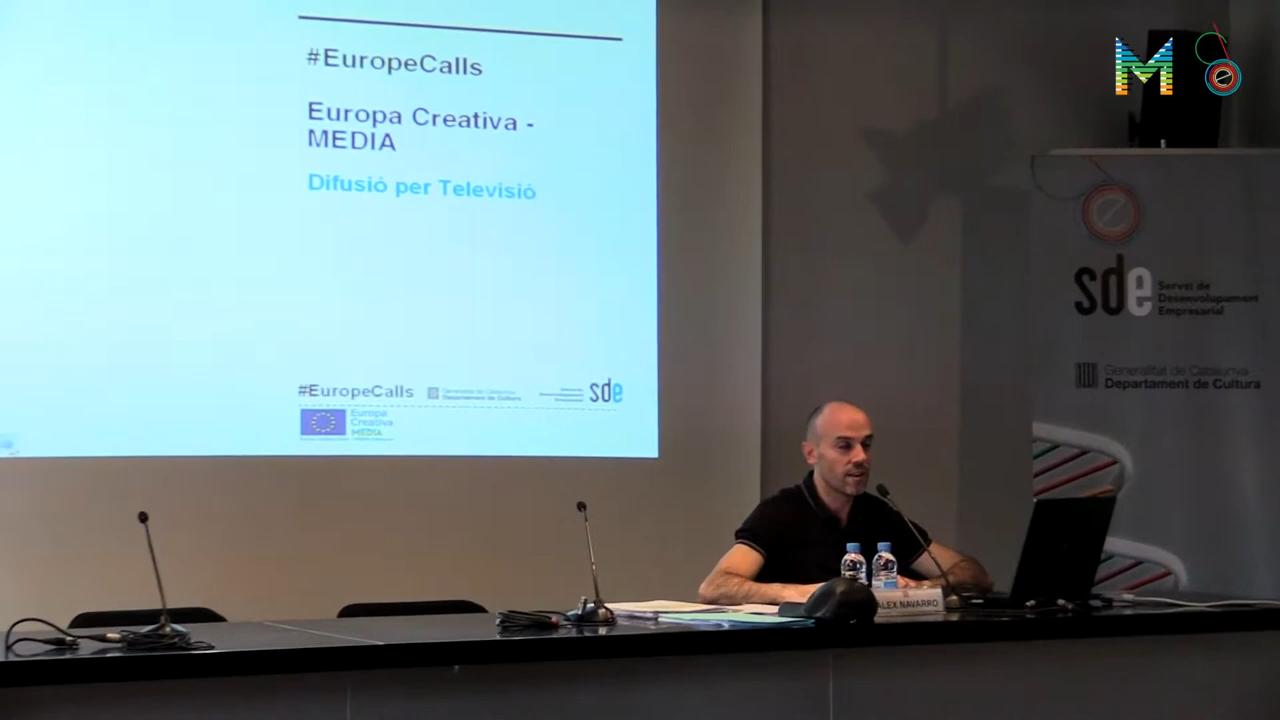 #EuropeCalls
Europa Creativa -
MEDIA
Difusió per Televisió
#EuropeCalls
Generalitat de Catalunya
Departament de Cultura
sde
Europa
Creativa
MEDIA
M
e
e
sde
Servei de
Desenvolupament
Empresarial
Generalitat de Catalunya
Departament de Cultura
ALEX NAVARRO